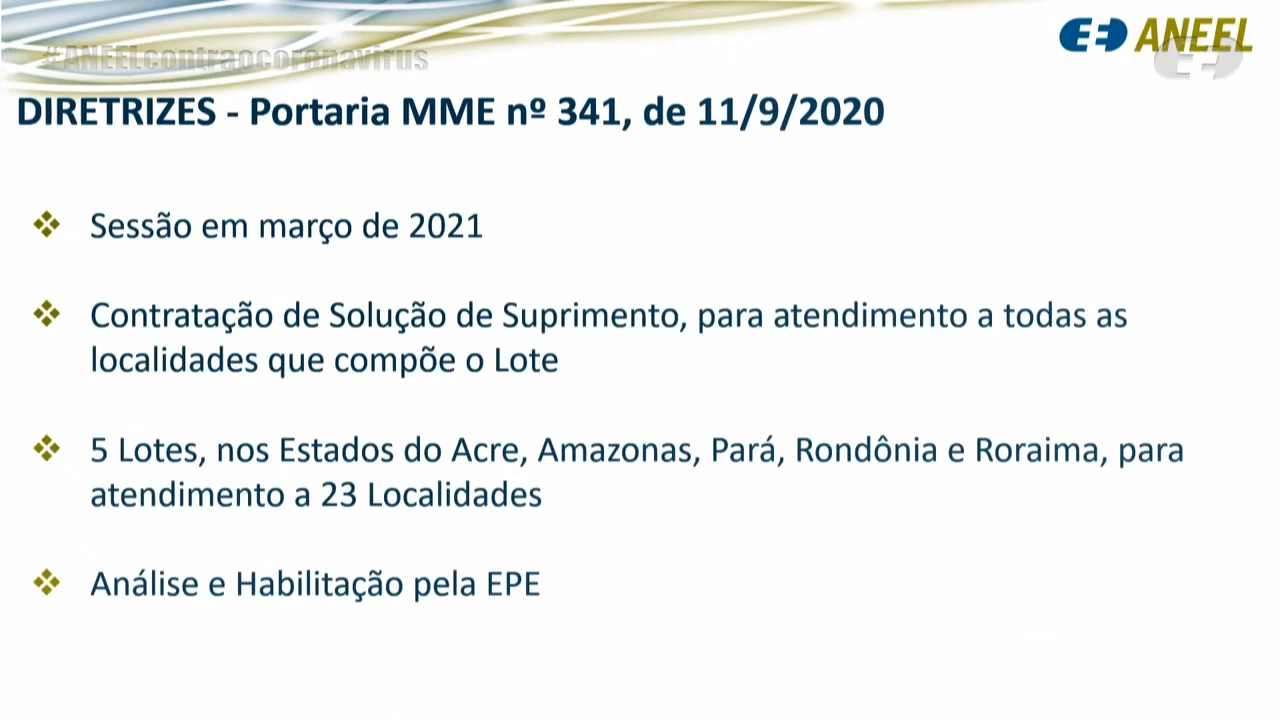 #ANEELcontraocoronavirus
ANEEL
DIRETRIZES - Portaria MME nº 341, de 11/9/2020
Sessão em março de 2021
Contratação de Solução de Suprimento, para atendimento a todas as
localidades que compõe o Lote
5 Lotes, nos Estados do Acre, Amazonas, Pará, Rondônia e Roraima, para
atendimento a 23 Localidades
Análise e Habilitação pela EPE